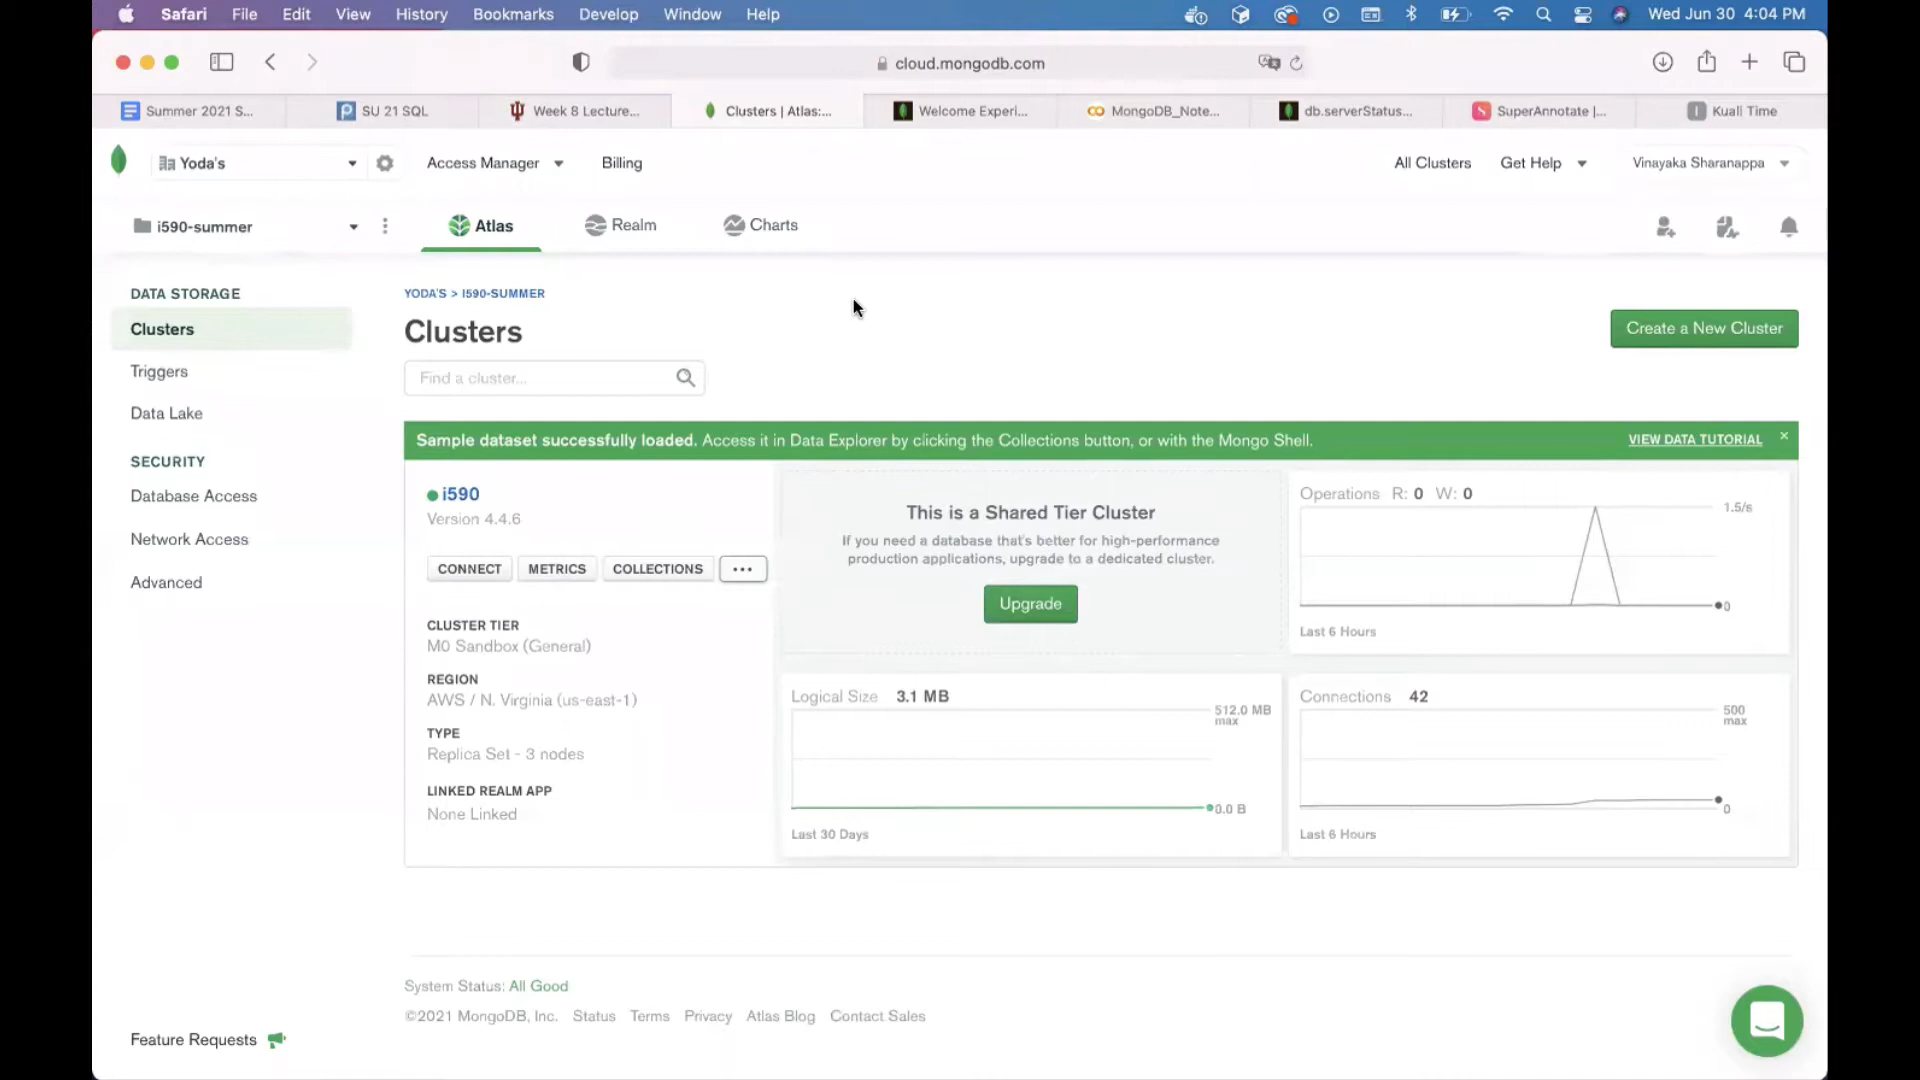 Safari File Edit View History Bookmarks Develop Window Help Wed Jun 30 4:04 PM
cloud.mongodb.com
Summer 2021 S... SU 21 SQL Week 8 Lecture... Clusters | Atlas:... Welcome Experi... MongoDB_Note... db.serverStatus... SuperAnnotate |... Kuali Time
Yoda's Access Manager Billing All Clusters Get Help Vinayaka Sharanappa
i590-summer Atlas Realm Charts
DATA STORAGE
Clusters
Triggers
Data Lake
SECURITY
Database Access
Network Access
Advanced
Feature Requests
YODA'S > I590-SUMMER
Clusters
Create a New Cluster
Find a cluster...
Sample dataset successfully loaded. Access it in Data Explorer by clicking the Collections button, or with the Mongo Shell. VIEW DATA TUTORIAL
i590
Version 4.4.6
CONNECT METRICS COLLECTIONS ...
CLUSTER TIER
M0 Sandbox (General)
REGION
AWS / N. Virginia (us-east-1)
TYPE
Replica Set - 3 nodes
LINKED REALM APP
None Linked
This is a Shared Tier Cluster
If you need a database that's better for high-performance
production applications, upgrade to a dedicated cluster.
Upgrade
Operations R: 0 W: 0
1.5/s
0
Last 6 Hours
Logical Size 3.1 MB
512.0 MB
max
0.0 B
Last 30 Days
Connections 42
500
max
0
Last 6 Hours
System Status: All Good
©2021 MongoDB, Inc. Status Terms Privacy Atlas Blog Contact Sales